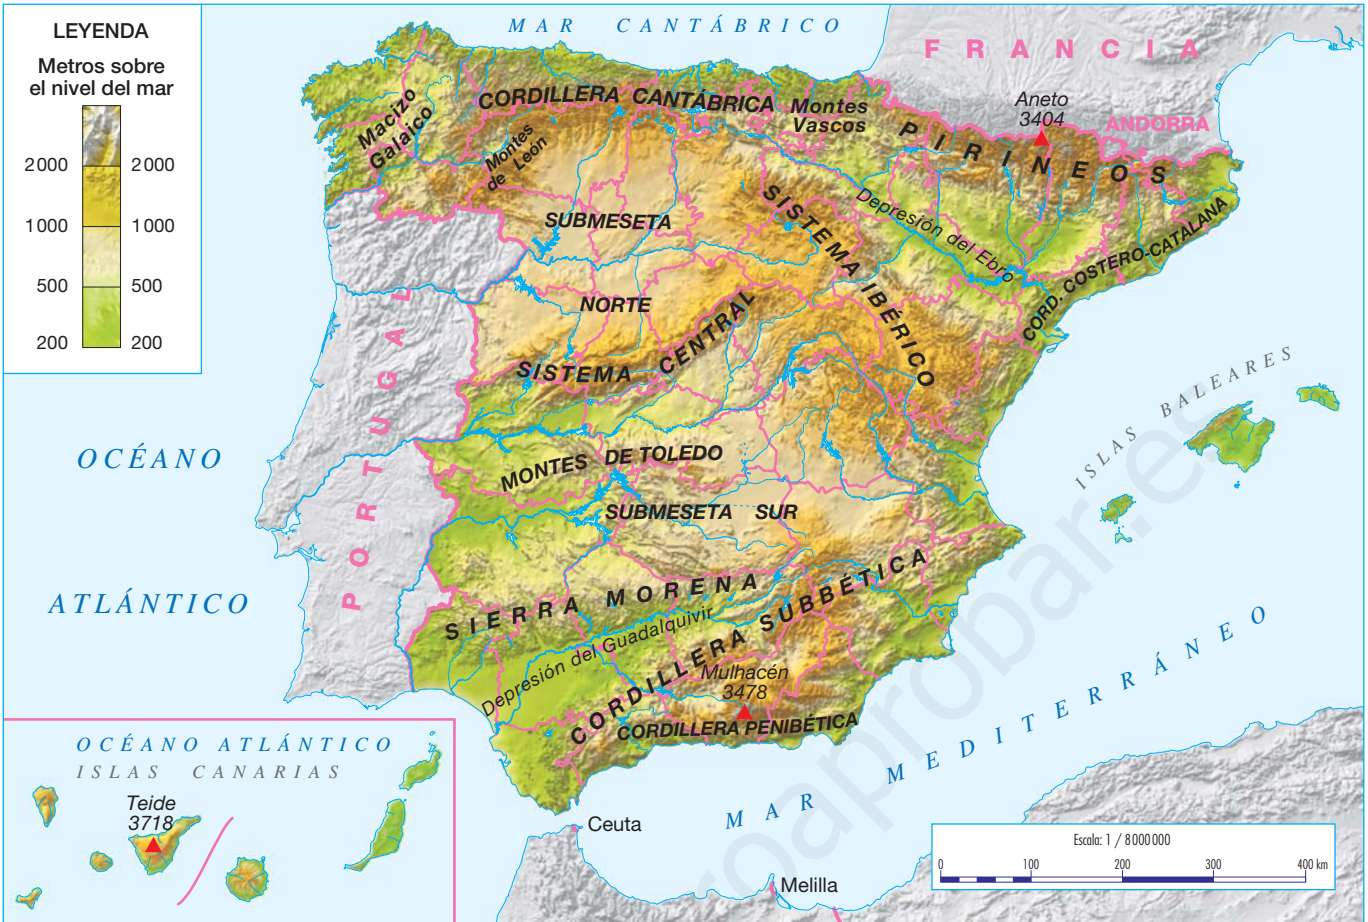 LEYENDA
Metros sobre
el nivel del mar
2000 2000
1000 1000
500 500
200 200
MAR CANTÁBRICO
FRANCIA
ANDORRA
Aneto
3404
Macizo
Galaico
CORDILLERA CANTÁBRICA
Montes
Vascos
PIRINEOS
Montes
de León
SUBMESETA
NORTE
SISTEMA IBÉRICO
Depresión del Ebro
CORD. COSTERO-CATALANA
SISTEMA CENTRAL
PORTUGAL
OCÉANO
ATLÁNTICO
ISLAS BALEARES
MONTES DE TOLEDO
SUBMESETA SUR
SIERRA MORENA
Depresión del Guadalquivir
CORDILLERA SUBBÉTICA
Mulhacén
3478
CORDILLERA PENIBÉTICA
MAR MEDITERRÁNEO
OCÉANO ATLÁNTICO
ISLAS CANARIAS
Teide
3718
Ceuta
Melilla
Escala: 1 / 8000000
0 100 200 300 400 km
roaprobar.es